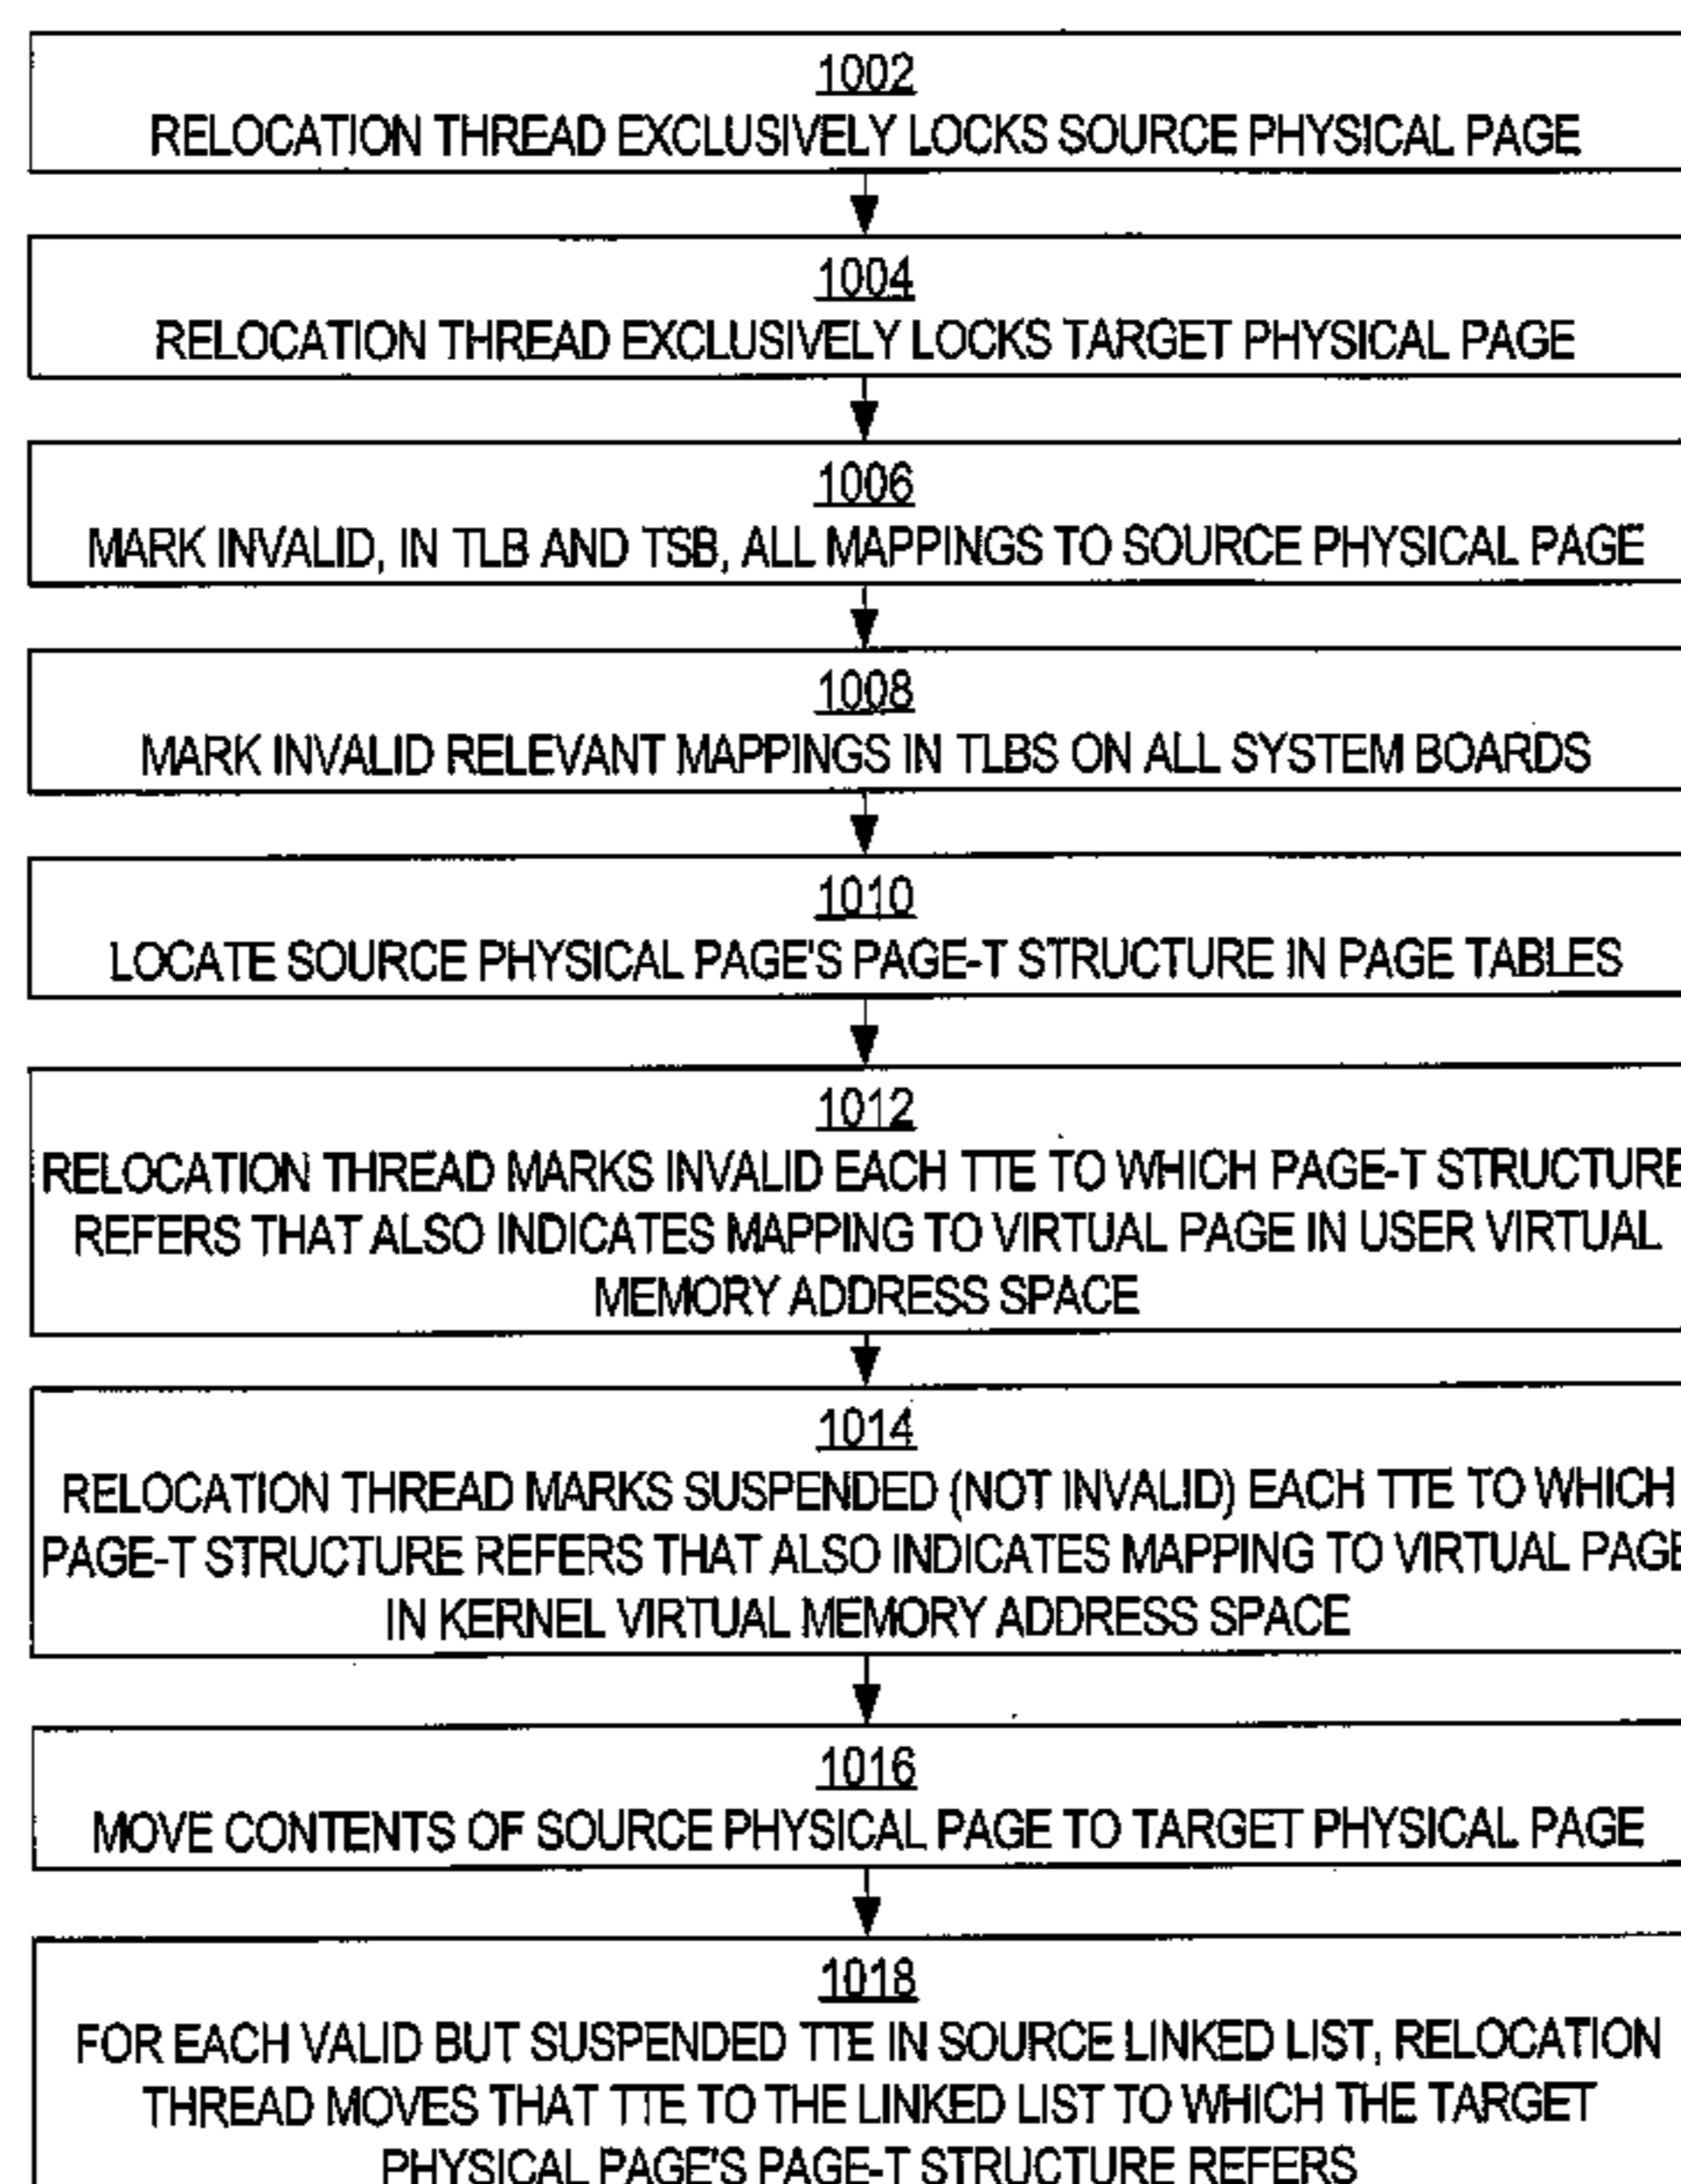 1002
RELOCATION THREAD EXCLUSIVELY LOCKS SOURCE PHYSICAL PAGE
1004
RELOCATION THREAD EXCLUSIVELY LOCKS TARGET PHYSICAL PAGE
1006
MARK INVALID, IN TLB AND TSB, ALL MAPPINGS TO SOURCE PHYSICAL PAGE
1008
MARK INVALID RELEVANT MAPPINGS IN TLBS ON ALL SYSTEM BOARDS
1010
LOCATE SOURCE PHYSICAL PAGE'S PAGE-T STRUCTURE IN PAGE TABLES
1012
RELOCATION THREAD MARKS INVALID EACH TTE TO WHICH PAGE-T STRUCTURE
REFERS THAT ALSO INDICATES MAPPING TO VIRTUAL PAGE IN USER VIRTUAL
MEMORY ADDRESS SPACE
1014
RELOCATION THREAD MARKS SUSPENDED (NOT INVALID) EACH TTE TO WHICH
PAGE-T STRUCTURE REFERS THAT ALSO INDICATES MAPPING TO VIRTUAL PAGE
IN KERNEL VIRTUAL MEMORY ADDRESS SPACE
1016
MOVE CONTENTS OF SOURCE PHYSICAL PAGE TO TARGET PHYSICAL PAGE
1018
FOR EACH VALID BUT SUSPENDED TTE IN SOURCE LINKED LIST, RELOCATION
THREAD MOVES THAT TTE TO THE LINKED LIST TO WHICH THE TARGET
PHYSICAL PAGE'S PAGE-T STRUCTURE REFERS